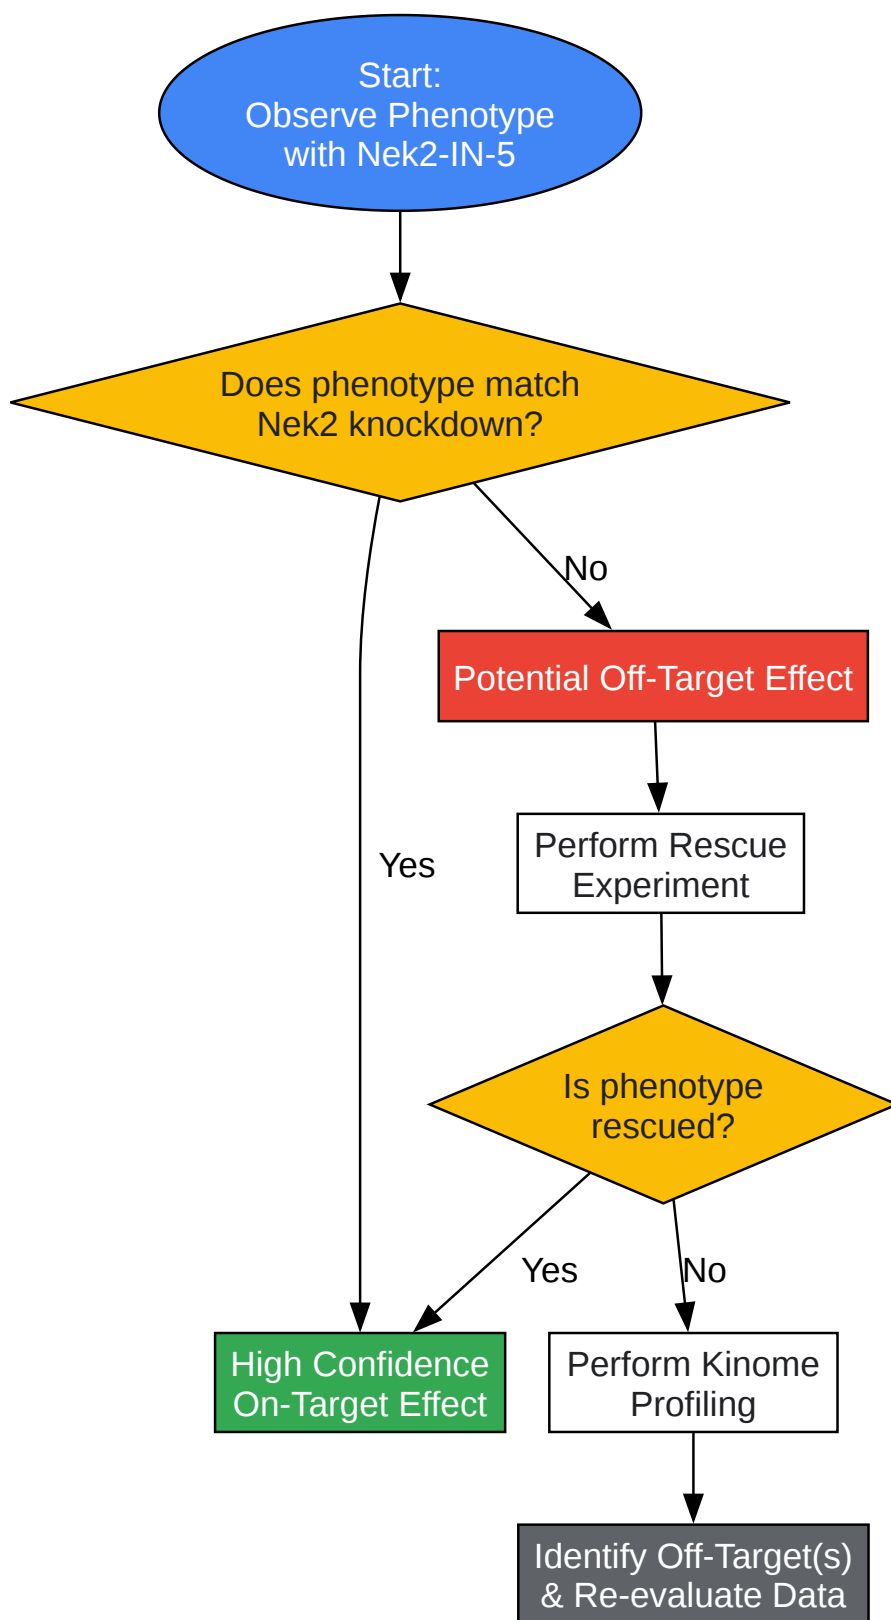 Start:
Observe Phenotype
with Nek2-IN-5
Does phenotype match
Nek2 knockdown?
No
Potential Off-Target Effect
Yes
Perform Rescue
Experiment
Is phenotype
rescued?
Yes
No
High Confidence
On-Target Effect
Perform Kinome
Profiling
Identify Off-Target(s)
& Re-evaluate Data